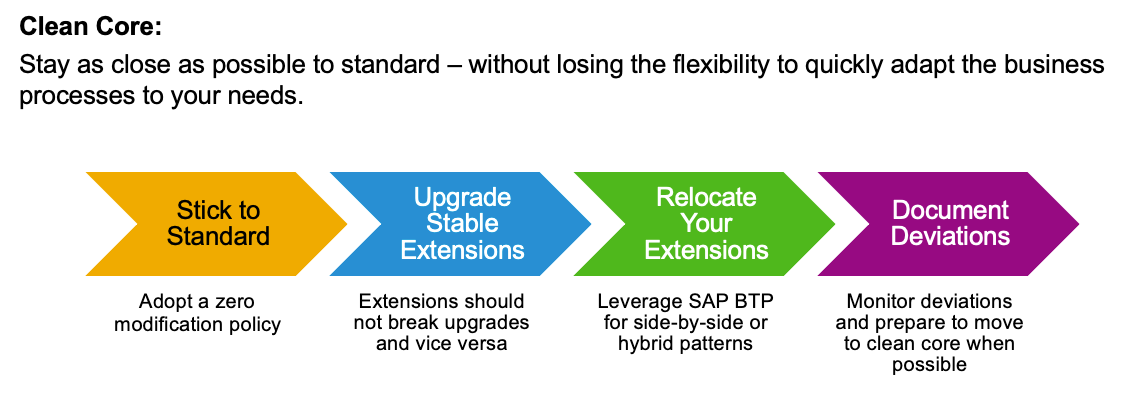 Clean Core:
Stay as close as possible to standard – without losing the flexibility to quickly adapt the business
processes to your needs.
Stick to
Standard
Adopt a zero
modification policy
Upgrade
Stable
Extensions
Extensions should
not break upgrades
and vice versa
Relocate
Your
Extensions
Leverage SAP BTP
for side-by-side or
hybrid patterns
Document
Deviations
Monitor deviations
and prepare to move
to clean core when
possible